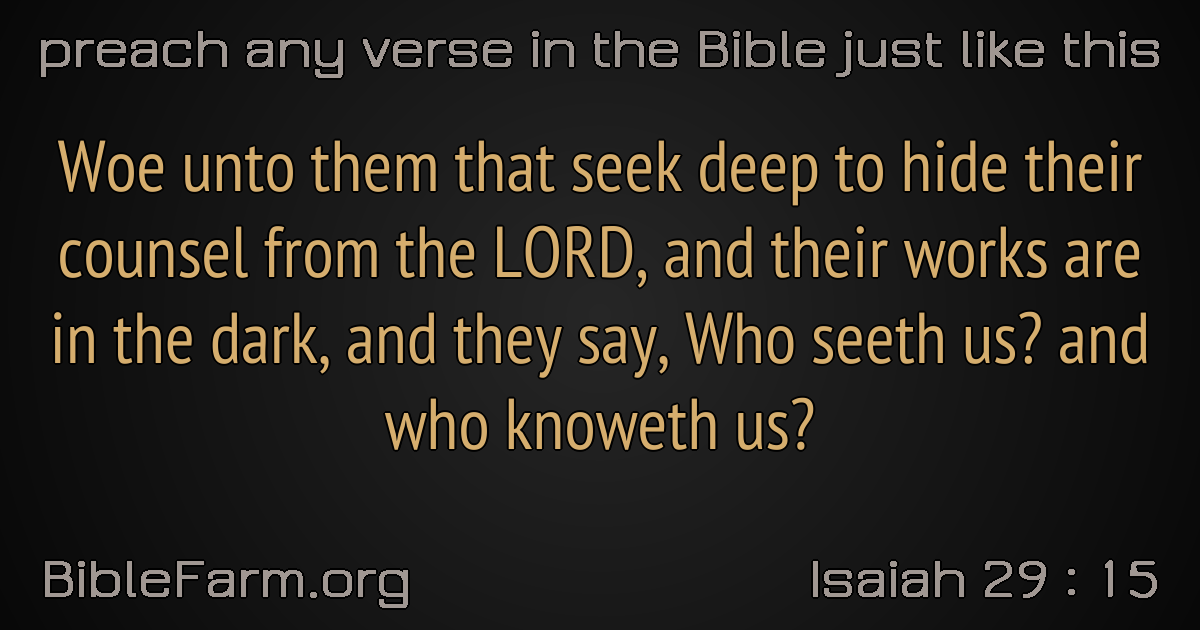 preach any verse in the Bible just like this
Woe unto them that seek deep to hide their
counsel from the LORD, and their works are
in the dark, and they say, Who seeth us? and
who knoweth us?
BibleFarm.org
Isaiah 29 : 15